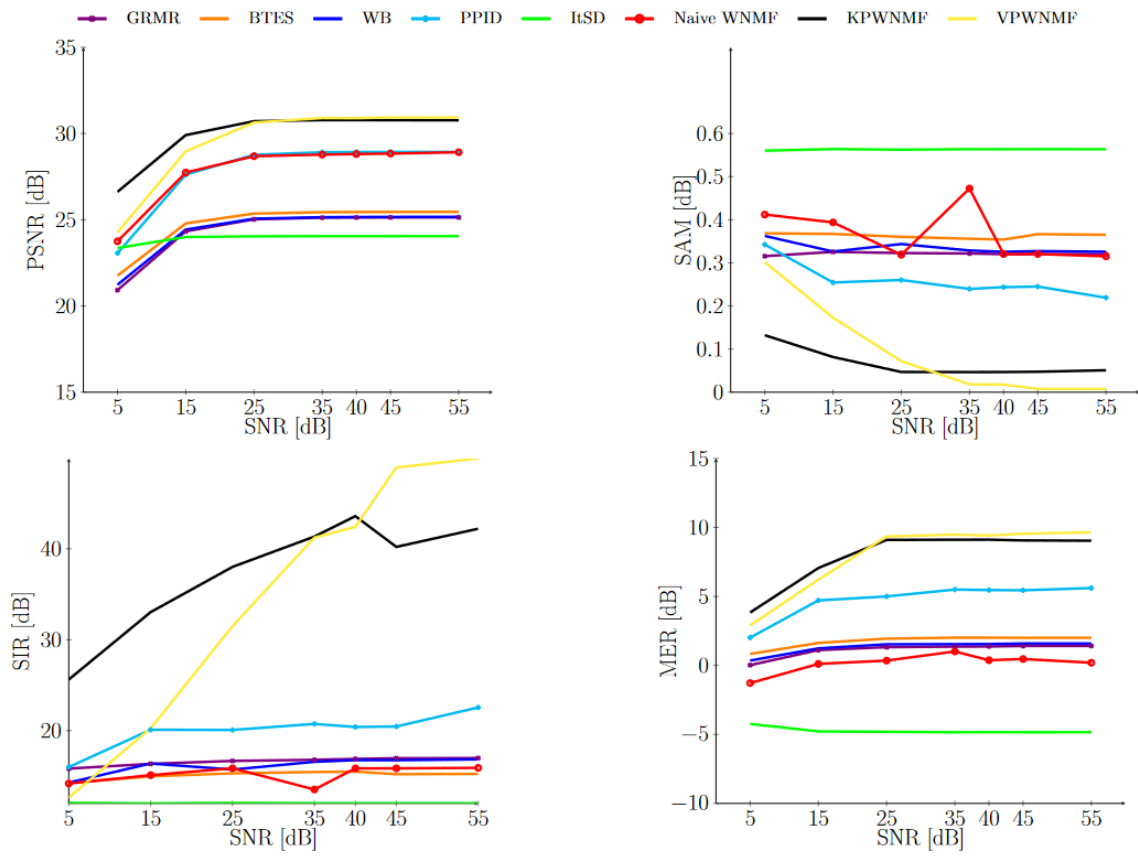 GRMR BTES WB PPID ItSD Naive WNMF KPWNMF VPWNMF
35
30
25
20
15
PSNR [dB]
5 15 25 35 40 45 55
SNR [dB]
0.6
0.5
0.4
0.3
0.2
0.1
0
SAM [dB]
5 15 25 35 40 45 55
SNR [dB]
40
30
20
SIR [dB]
5 15 25 35 40 45 55
SNR [dB]
15
10
5
0
−5
−10
MER [dB]
5 15 25 35 40 45 55
SNR [dB]